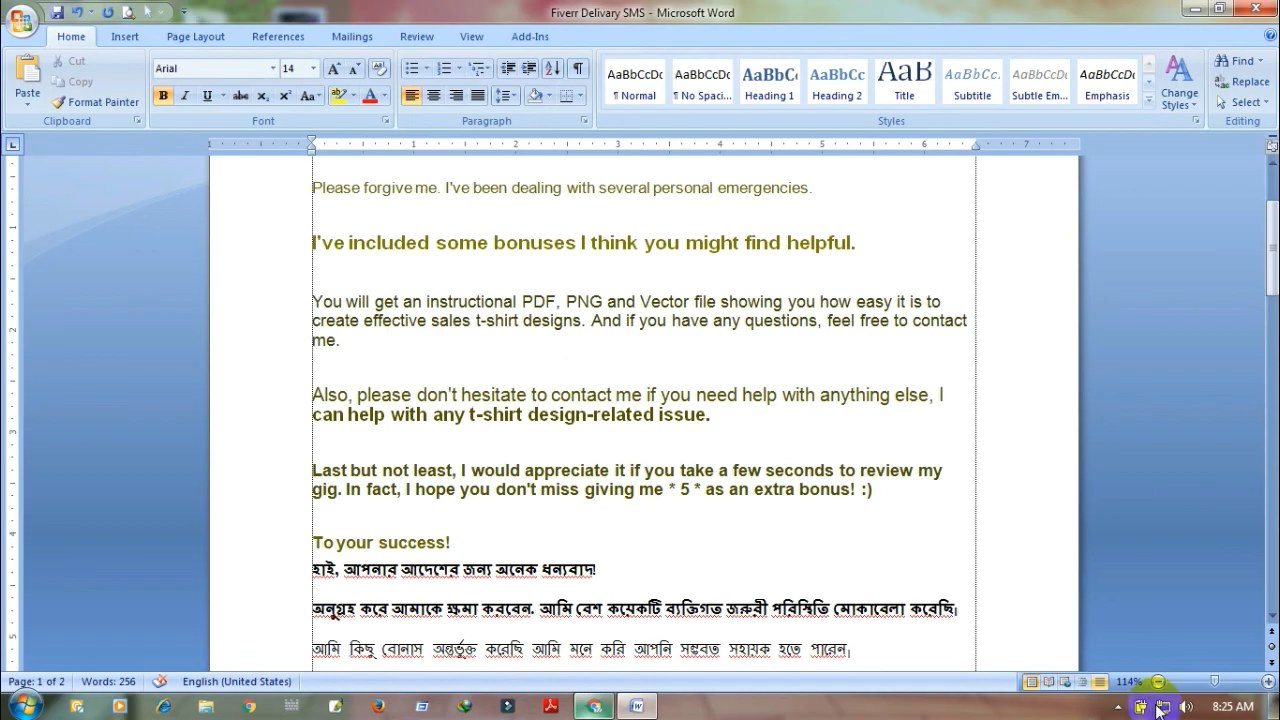 Fiverr Delivary SMS - Microsoft Word
Home Insert Page Layout References Mailings Review View Add-Ins
Paste
Cut
Copy
Format Painter
Clipboard
Arial 14
Font
Paragraph
AaBbCcDc AaBbCcDc AaBbC AaBbCc AaB AaBbCc. AaBbCcDc AaBbCcDc
¶ Normal ¶ No Spaci... Heading 1 Heading 2 Title Subtitle Subtle Em... Emphasis
Change Styles
Styles
Find
Replace
Select
Editing
Please forgive me. I've been dealing with several personal emergencies.
I've included some bonuses I think you might find helpful.
You will get an instructional PDF, PNG and Vector file showing you how easy it is to
create effective sales t-shirt designs. And if you have any questions, feel free to contact
me.
Also, please don't hesitate to contact me if you need help with anything else, I
can help with any t-shirt design-related issue.
Last but not least, I would appreciate it if you take a few seconds to review my
gig. In fact, I hope you don't miss giving me * 5 * as an extra bonus! :)
To your success!
হাই, আপনার আদেশের জন্য অনেক ধন্যবাদ!
অনুগ্রহ করে আমাকে ক্ষমা করবেন. আমি বেশ কয়েকটি ব্যক্তিগত জরুরী পরিস্থিতি মোকাবেলা করেছি।
আমি কিছু বোনাস অন্তর্ভুক্ত করেছি আমি মনে করি আপনি সম্ভবত সহায়ক হতে পারেন।
Page: 1 of 2 Words: 256 English (United States) 114%
8:25 AM